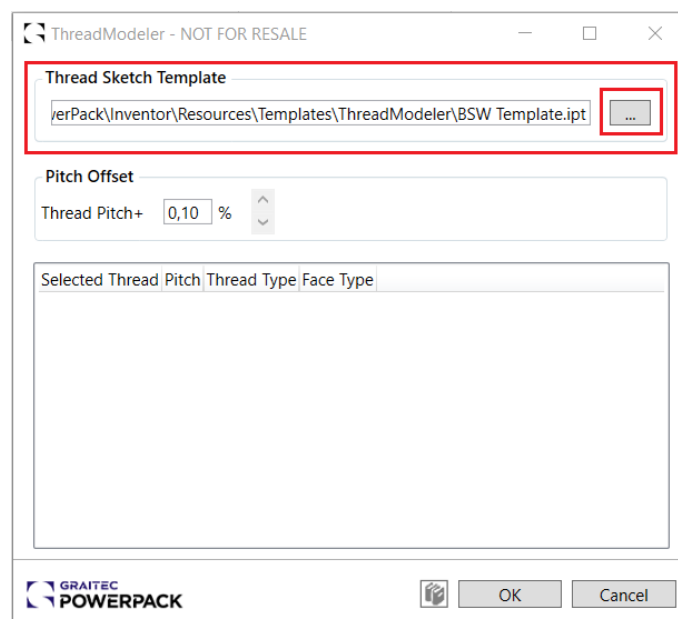 ThreadModeler - NOT FOR RESALE
Thread Sketch Template
verPack\Inventor\Resources\Templates\ThreadModeler\BSW Template.ipt ...
Pitch Offset
Thread Pitch+ 0,10 %
Selected Thread Pitch Thread Type Face Type
GRAITEC
POWERPACK
OK Cancel